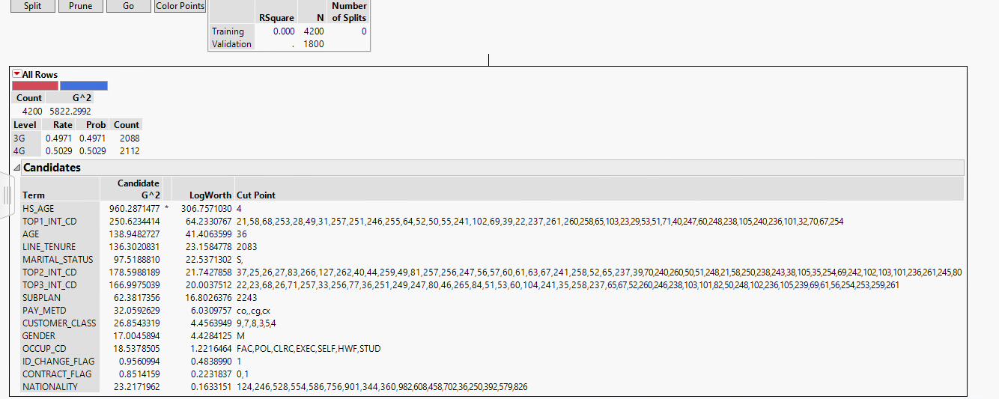 Split Prune Go Color Points
Number
RSquare N of Splits
Training 0.000 4200 0
Validation . 1800
All Rows
Count G^2
4200 5822.2992
Level Rate Prob Count
3G 0.4971 0.4971 2088
4G 0.5029 0.5029 2112
Candidates
Candidate
Term G^2 LogWorth Cut Point
HS_AGE 960.2871477 * 306.7571030 4
TOP1_INT_CD 250.6234414 64.2330767 21,58,68,253,28,49,31,257,251,246,255,64,52,50,55,241,102,69,39,22,237,261,260,258,65,103,23,29,53,51,71,40,247,60,248,238,105,240,236,101,32,70,67,254
AGE 138.9482727 41.4063599 36
LINE_TENURE 136.3020831 23.1584778 2083
MARITAL_STATUS 97.5188810 22.5371302 S,
TOP2_INT_CD 178.5988189 21.7427858 37,25,26,27,83,266,127,262,40,44,259,49,81,257,256,247,56,57,60,61,63,67,241,258,52,65,237,39,70,240,260,50,51,248,21,58,250,238,243,38,105,35,254,69,242,102,103,101,236,261,245,80
TOP3_INT_CD 166.9975039 20.0037512 22,23,68,26,71,257,33,256,77,36,251,249,247,80,46,265,84,51,53,60,104,241,35,258,237,65,67,52,260,246,238,103,101,82,50,248,102,236,105,239,69,61,56,254,253,259,261
SUBPLAN 62.3817356 16.8026376 2243
PAY_METD 32.0592629 6.0309757 co,,cg,cx
CUSTOMER_CLASS 26.8543319 4.4563949 9,7,8,3,5,4
GENDER 17.0045894 4.4284125 M
OCCUP_CD 18.5378505 1.2216464 FAC,POL,CLRC,EXEC,SELF,HWF,STUD
ID_CHANGE_FLAG 0.9560994 0.4838990 1
CONTRACT_FLAG 0.8514159 0.2231837 0,1
NATIONALITY 23.2171962 0.1633151 124,246,528,554,586,756,901,344,360,982,608,458,702,36,250,392,579,826